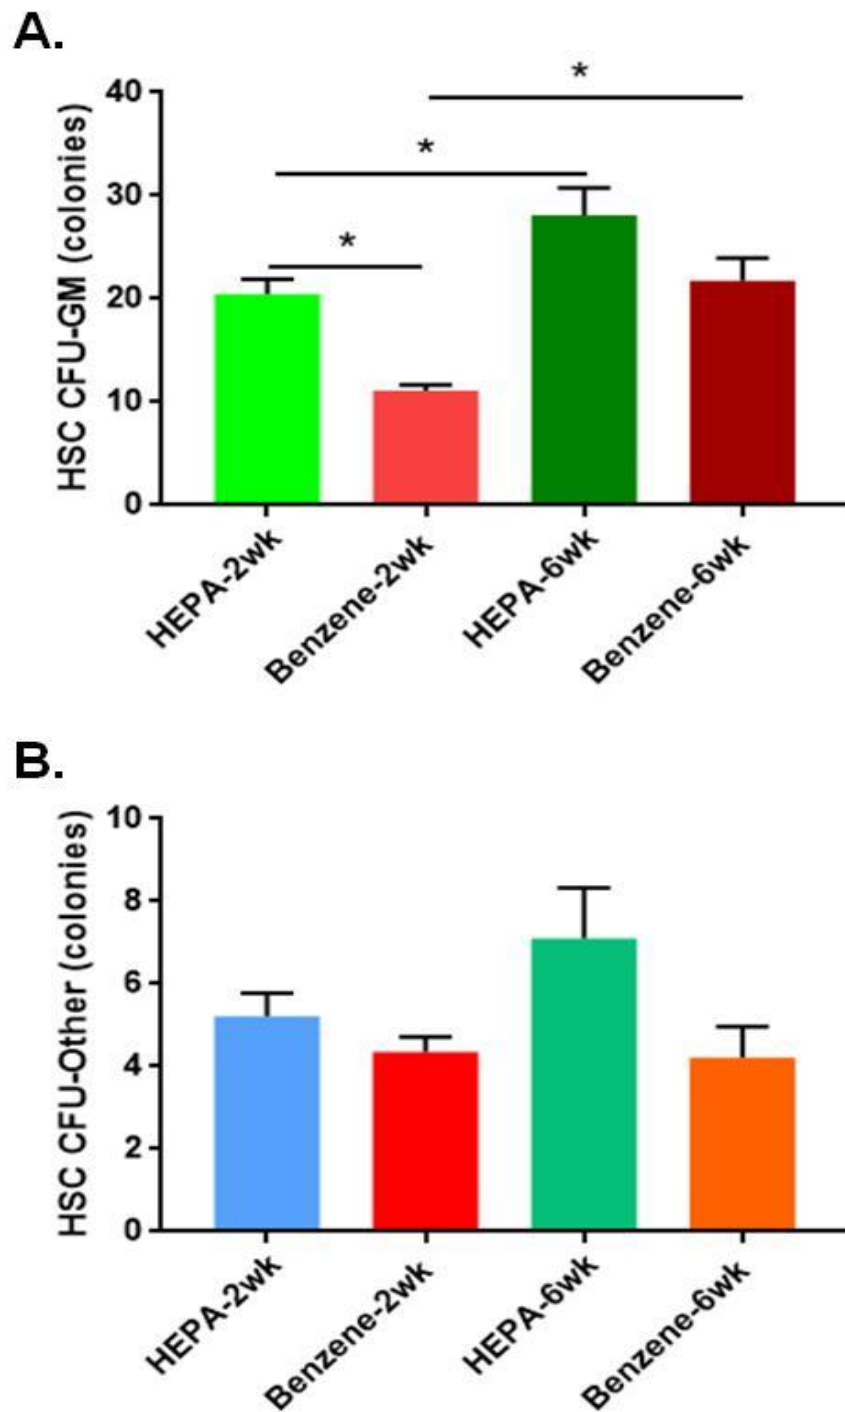 A.
HSC CFU-GM (colonies)
40
30
20
10
0
*
*
*
HEPA-2wk
Benzene-2wk
HEPA-6wk
Benzene-6wk
B.
HSC CFU-Other (colonies)
10
8
6
4
2
0
HEPA-2wk
Benzene-2wk
HEPA-6wk
Benzene-6wk